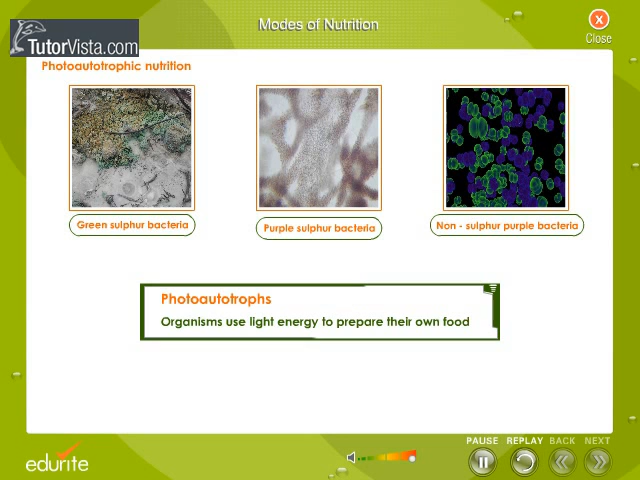 Modes of Nutrition
X
Close
TutorVista.com
Photoautotrophic nutrition
Green sulphur bacteria
Purple sulphur bacteria
Non - sulphur purple bacteria
Photoautotrophs
Organisms use light energy to prepare their own food
PAUSE REPLAY BACK NEXT
edurite